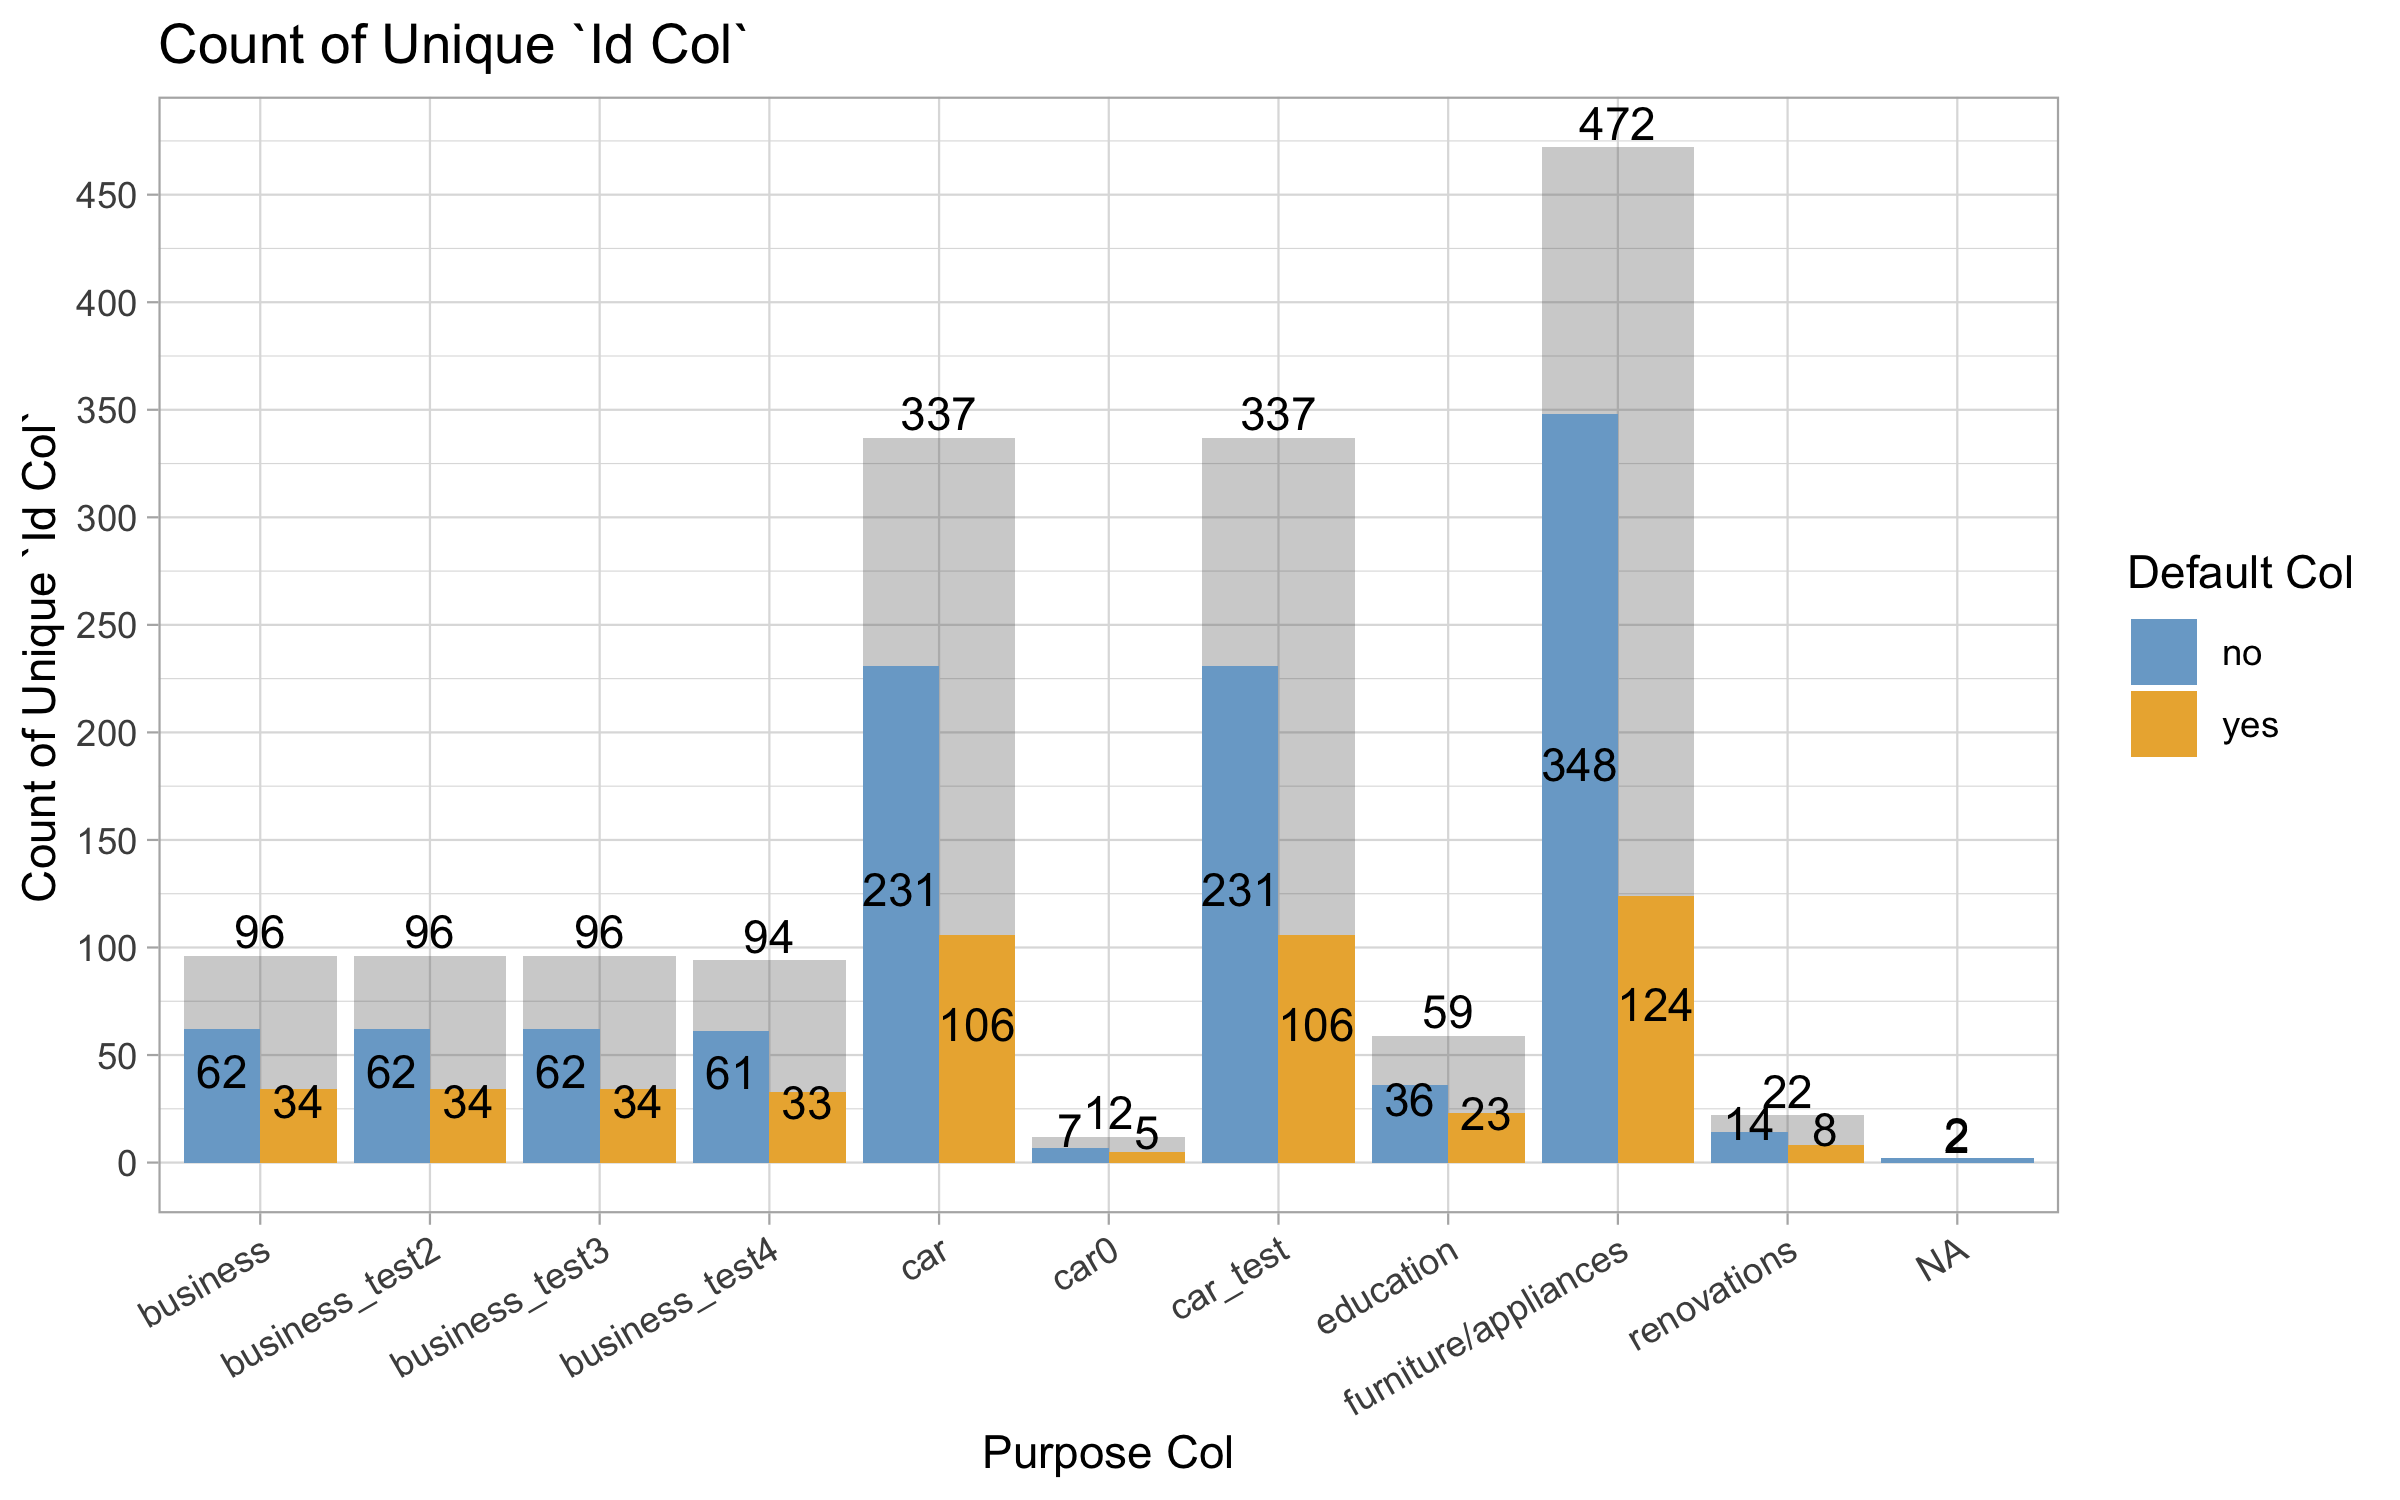 Count of Unique `Id Col`
Count of Unique `Id Col`
450
400
350
300
250
200
150
100
50
0
96
62
34
96
62
34
96
62
34
94
61
33
337
231
106
12
7
5
337
231
106
59
36
23
472
348
124
22
14
8
2
business
business_test2
business_test3
business_test4
car
car0
car_test
education
furniture/appliances
renovations
NA
Purpose Col
Default Col
no
yes